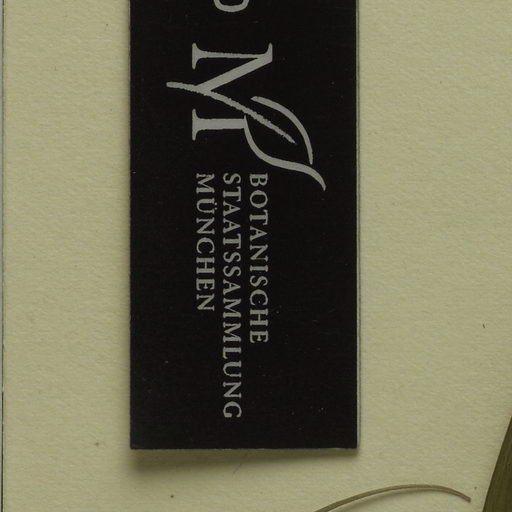 M
BOTANISCHE
STAATSSAMMLUNG
MÜNCHEN